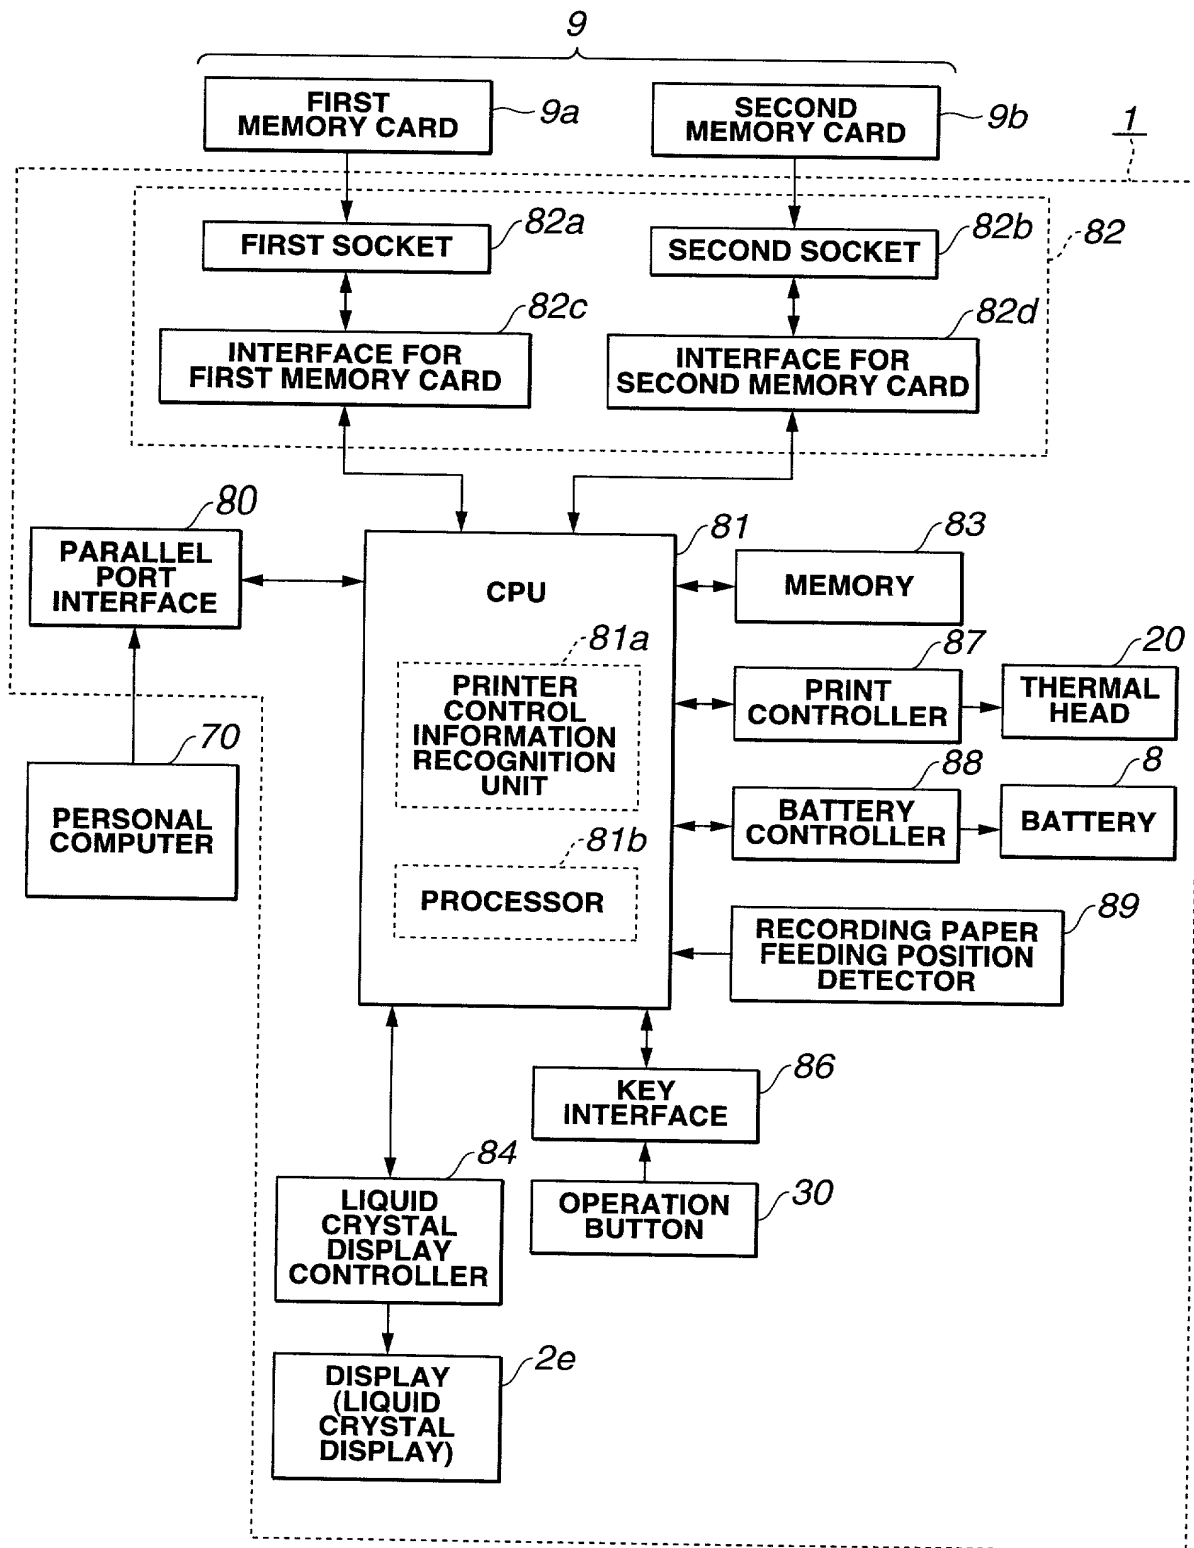 9
FIRST
MEMORY CARD
9a
SECOND
MEMORY CARD
9b
1
FIRST SOCKET
82a
SECOND SOCKET
82b
82
INTERFACE FOR
FIRST MEMORY CARD
82c
INTERFACE FOR
SECOND MEMORY CARD
82d
80
PARALLEL
PORT
INTERFACE
81
CPU
83
MEMORY
81a
PRINTER
CONTROL
INFORMATION
RECOGNITION
UNIT
87
PRINT
CONTROLLER
20
THERMAL
HEAD
70
PERSONAL
COMPUTER
88
BATTERY
CONTROLLER
8
BATTERY
81b
PROCESSOR
89
RECORDING PAPER
FEEDING POSITION
DETECTOR
86
KEY
INTERFACE
84
LIQUID
CRYSTAL
DISPLAY
CONTROLLER
30
OPERATION
BUTTON
2e
DISPLAY
(LIQUID
CRYSTAL
DISPLAY)